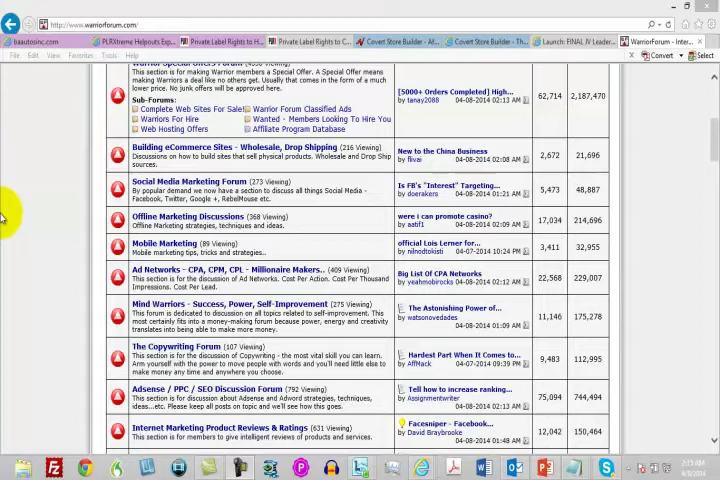 http://www.warriorforum.com/
baautosinc.com
PLRXtreme Helpouts Exp...
Private Label Rights to H...
Private Label Rights to C...
Covert Store Builder - Af...
Covert Store Builder - Th...
Launch: FINAL JV Leader...
WarriorForum - Inter...
File Edit View Favorites Tools
Convert Select
Warrior Special Offers Forum (4558 Viewing)
This section is for making Warrior members a Special Offer. A Special Offer means
making Warriors a deal like no others get. Usually that comes in the form of a much
lower price. No junk offers will be approved here.
Sub-Forums:
Complete Web Sites For Sale! Warrior Forum Classified Ads
Warriors For Hire Wanted - Members Looking To Hire You
Web Hosting Offers Affiliate Program Database
[5000+ Orders Completed] High...
by tanay2088 04-08-2014 02:13 AM
62,714 2,187,470
Building eCommerce Sites - Wholesale, Drop Shipping (216 Viewing)
Discussions on how to build sites that sell physical products. Wholesale and Drop Ship
sources.
New to the China Business
by flivai 04-08-2014 02:08 AM
2,672 21,696
Social Media Marketing Forum (273 Viewing)
By popular demand we now have a section to discuss all things Social Media -
Facebook, Twitter, Google +, RebelMouse etc.
Is FB's "Interest" Targeting...
by doerakers 04-08-2014 01:21 AM
5,473 48,887
Offline Marketing Discussions (368 Viewing)
Offline Marketing strategies, techniques and ideas.
were i can promote casino?
by aatif1 04-08-2014 02:09 AM
17,034 214,696
Mobile Marketing (89 Viewing)
Mobile marketing tips, tricks and strategies..
official Lois Lerner for...
by nilnodtokisti 04-07-2014 10:24 PM
3,411 32,955
Ad Networks - CPA, CPM, CPL - Millionaire Makers.. (409 Viewing)
This section is for the discussion of Ad Networks. Cost Per Action. Cost Per Thousand
Impressions. Cost Per Lead.
Big List Of CPA Networks
by yeahmobirocks 04-08-2014 02:12 AM
22,568 229,007
Mind Warriors - Success, Power, Self-Improvement (275 Viewing)
This forum is dedicated to discussion on all topics related to self-improvement. This
most certainly fits into a money-making forum because power, energy and creativity
translates into being able to make more money.
The Astonishing Power of...
by watsonovedades
04-08-2014 01:09 AM
11,146 175,278
The Copywriting Forum (107 Viewing)
This section is for the discussion of Copywriting - the most vital skill you can learn.
Arm yourself with the power to move people with words and you'll need little else to
make money any time and anywhere you choose.
Hardest Part When It Comes to...
by AffMack 04-07-2014 09:39 PM
9,483 112,995
Adsense / PPC / SEO Discussion Forum (792 Viewing)
This section is for discussion about Adsense and Adword strategies, techniques,
ideas...etc. Please keep all posts on topic and we'll see how this goes.
Tell how to increase ranking...
by Assignmentwriter
04-08-2014 02:13 AM
75,094 744,494
Internet Marketing Product Reviews & Ratings (631 Viewing)
This section is for members to give intelligent reviews of products and services.
Facesniper - Facebook...
by David Braybrooke
04-08-2014 01:48 AM
12,042 150,464
2:15 AM
4/8/2014